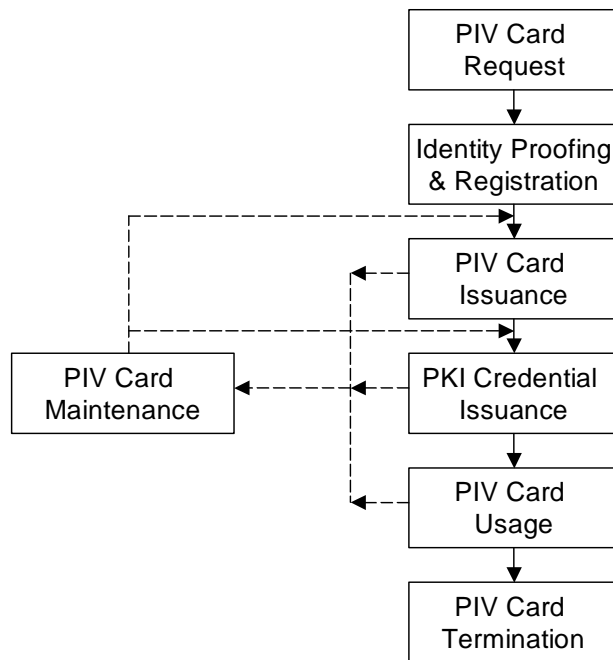 PIV Card
Request
Identity Proofing
& Registration
PIV Card
Issuance
PIV Card
Maintenance
PKI Credential
Issuance
PIV Card
Usage
PIV Card
Termination